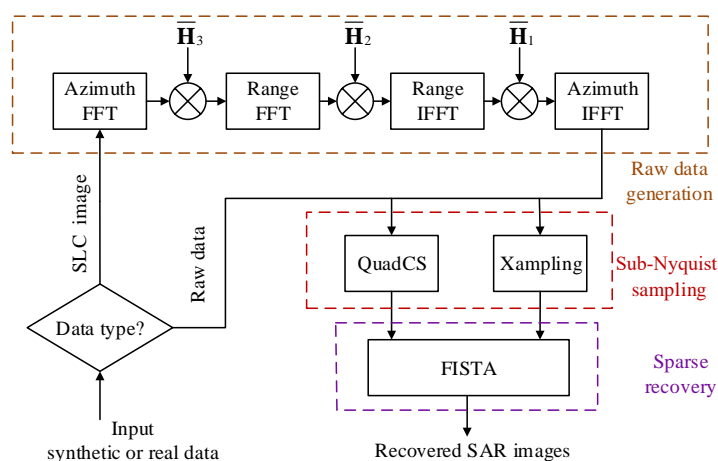 H̅₃
H̅₂
H̅₁
Azimuth
FFT
Range
FFT
Range
IFFT
Azimuth
IFFT
Raw data
generation
SLC image
Raw data
QuadCS
Xampling
Sub-Nyquist
sampling
Data type?
FISTA
Sparse
recovery
Input
synthetic or real data
Recovered SAR images